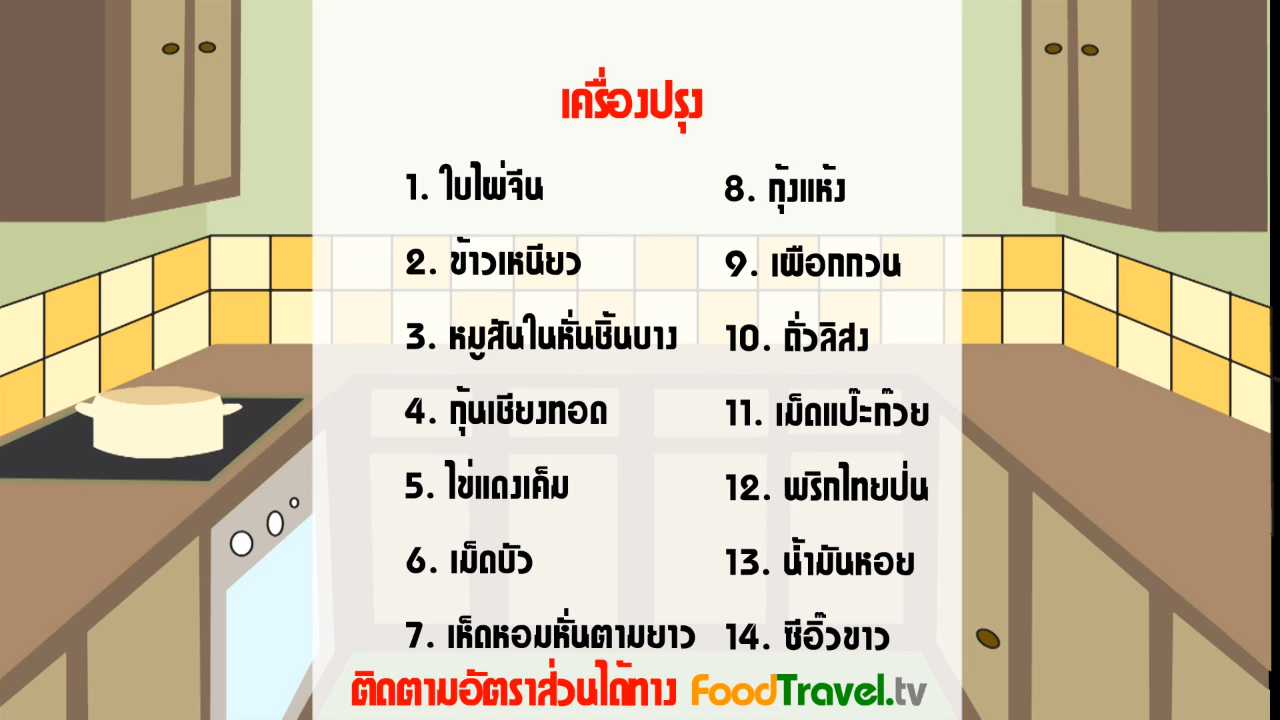 เครื่องปรุง
1. ใบไผ่จีน
2. ข้าวเหนียว
3. หมูสันในหั่นชิ้นบาง
4. กุ้นเชียงทอด
5. ไข่แดงเค็ม
6. เม็ดบัว
7. เห็ดหอมหั่นตามยาว
8. กุ้งแห้ง
9. เผือกกวน
10. ถั่วลิสง
11. เม็ดแป๊ะก๊วย
12. พริกไทยป่น
13. น้ำมันหอย
14. ซีอิ๊วขาว
ติดตามอัตราส่วนได้ทาง FoodTravel.tv